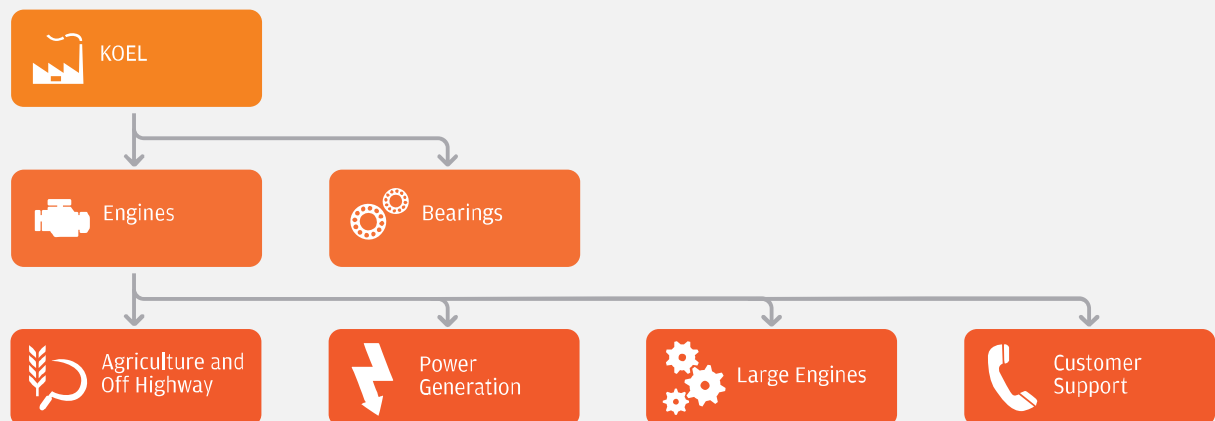 KOEL
Engines
Bearings
Agriculture and
Off Highway
Power
Generation
Large Engines
Customer
Support